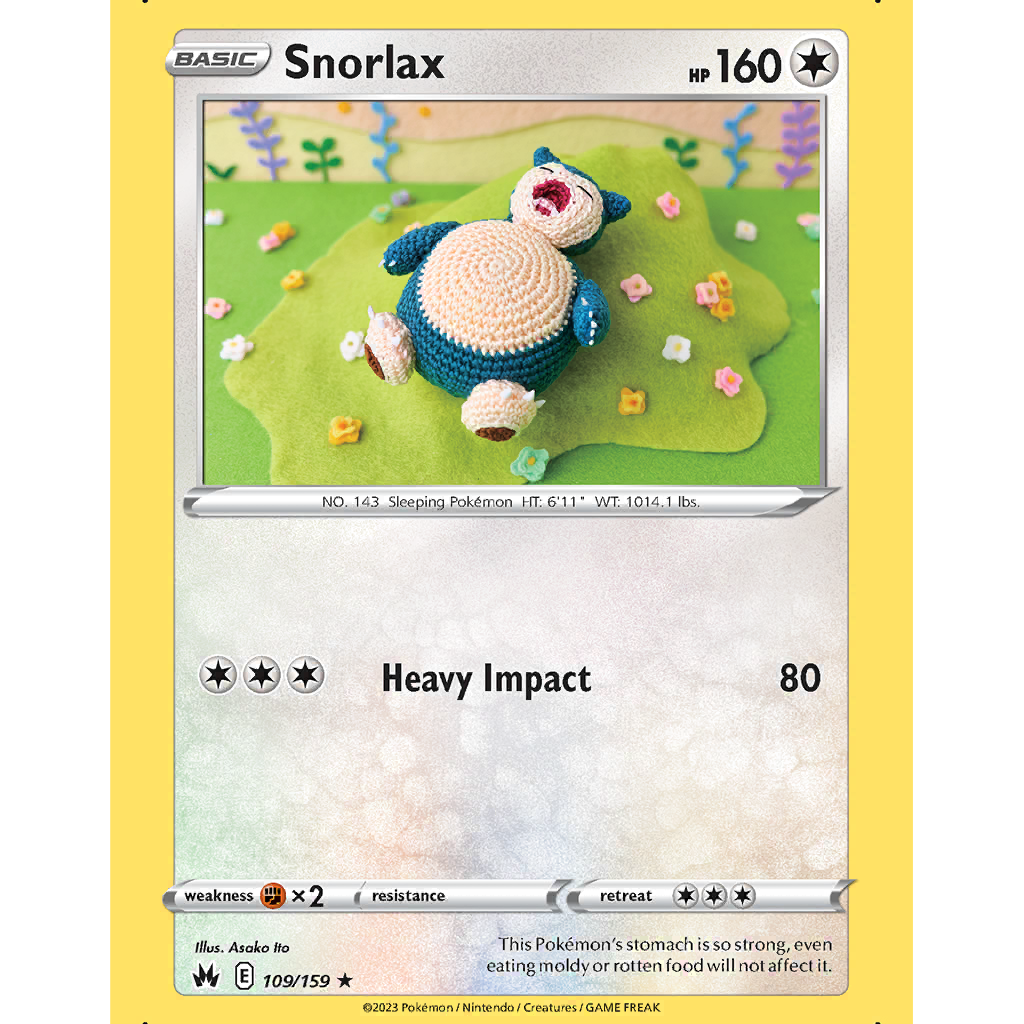 BASIC Snorlax HP 160
NO. 143 Sleeping Pokémon HT: 6'11" WT: 1014.1 lbs.
Heavy Impact 80
weakness ×2 resistance retreat
Illus. Asako Ito
This Pokémon's stomach is so strong, even
eating moldy or rotten food will not affect it.
E 109/159 ★
©2023 Pokémon / Nintendo / Creatures / GAME FREAK